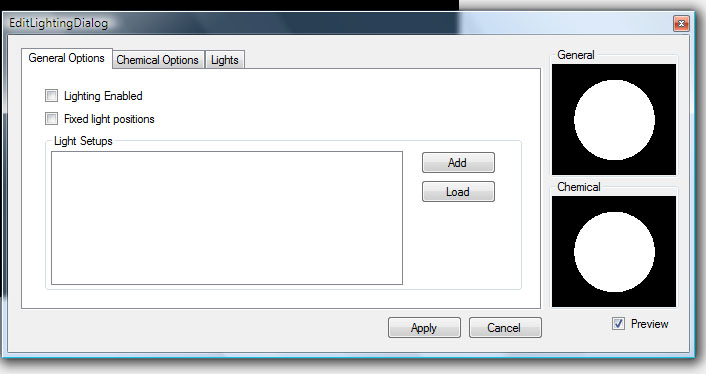 EditLightingDialog
General Options Chemical Options Lights
Lighting Enabled
Fixed light positions
Light Setups
Add
Load
Apply Cancel
General
Chemical
Preview